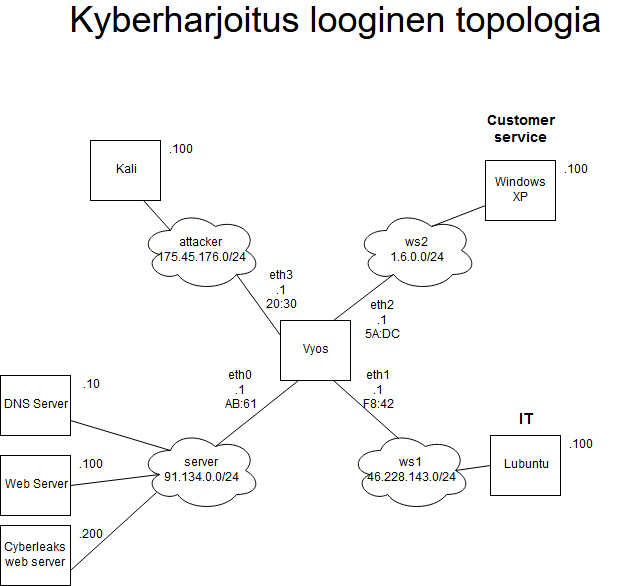 Kyberharjoitus looginen topologia
Customer
service
Kali
.100
Windows
XP
.100
attacker
175.45.176.0/24
ws2
1.6.0.0/24
eth3
.1
20:30
eth2
.1
5A:DC
Vyos
eth0
.1
AB:61
eth1
.1
F8:42
DNS Server
.10
Web Server
.100
Cyberleaks
web server
.200
server
91.134.0.0/24
ws1
46.228.143.0/24
IT
Lubuntu
.100